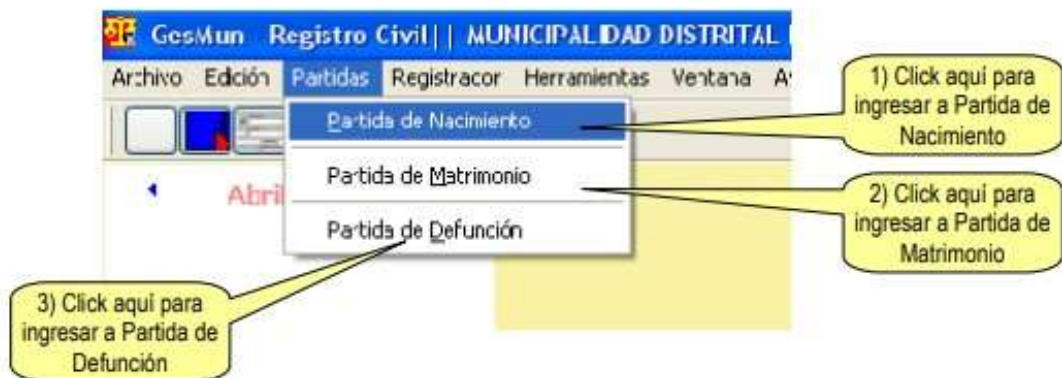 GesMun Registro Civil || MUNICIPALIDAD DISTRITAL
Archivo Edición Partidas Registrador Herramientas Ventana A
Partida de Nacimiento
Partida de Matrimonio
Partida de Defunción
Abril
1) Click aquí para
ingresar a Partida de
Nacimiento
2) Click aquí para
ingresar a Partida de
Matrimonio
3) Click aquí para
ingresar a Partida de
Defunción